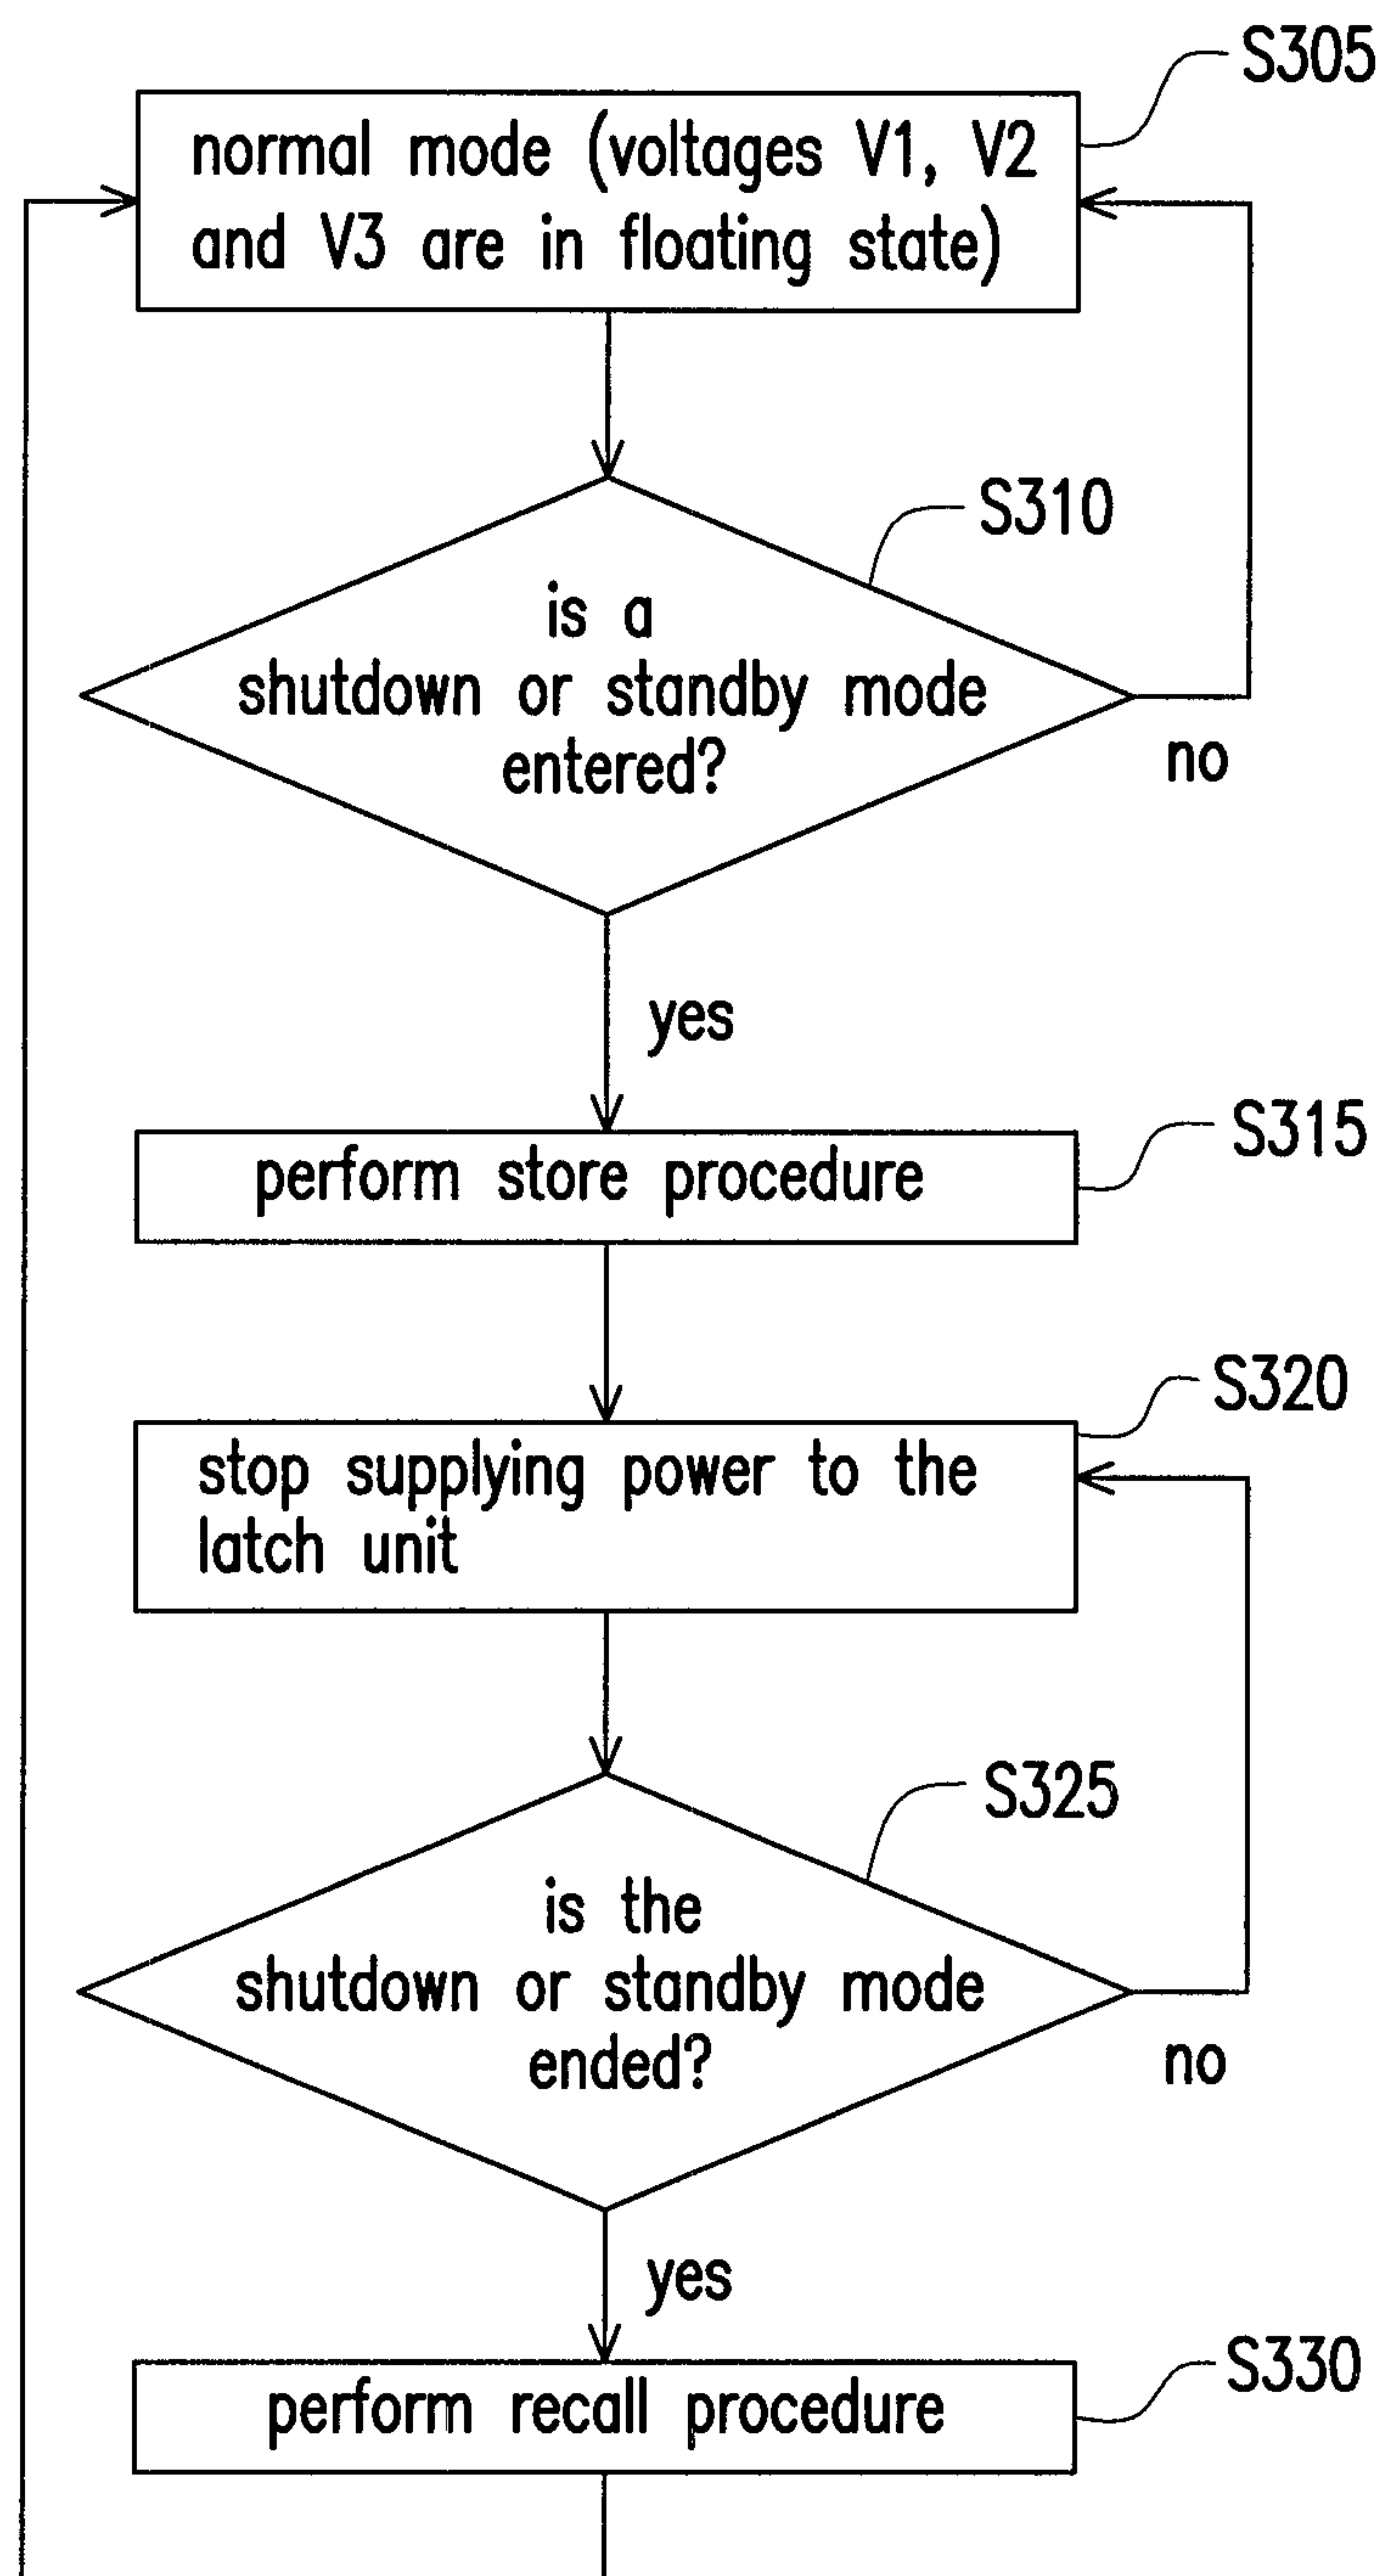 S305
normal mode (voltages V1, V2
and V3 are in floating state)
S310
is a
shutdown or standby mode
entered?
no
yes
S315
perform store procedure
S320
stop supplying power to the
latch unit
S325
is the
shutdown or standby mode
ended?
no
yes
S330
perform recall procedure